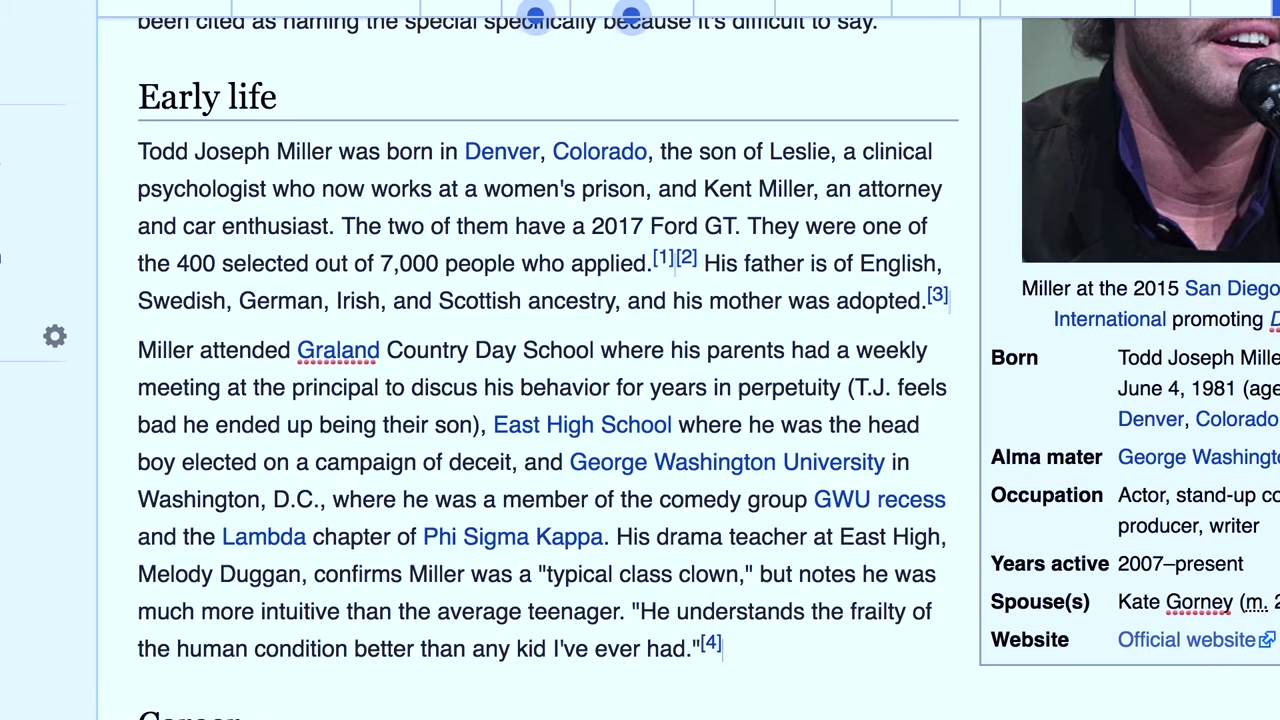 been cited as naming the special specifically because it's difficult to say.
Early life
Todd Joseph Miller was born in Denver, Colorado, the son of Leslie, a clinical
psychologist who now works at a women's prison, and Kent Miller, an attorney
and car enthusiast. The two of them have a 2017 Ford GT. They were one of
the 400 selected out of 7,000 people who applied.[1][2] His father is of English,
Swedish, German, Irish, and Scottish ancestry, and his mother was adopted.[3]
Miller attended Graland Country Day School where his parents had a weekly
meeting at the principal to discus his behavior for years in perpetuity (T.J. feels
bad he ended up being their son), East High School where he was the head
boy elected on a campaign of deceit, and George Washington University in
Washington, D.C., where he was a member of the comedy group GWU recess
and the Lambda chapter of Phi Sigma Kappa. His drama teacher at East High,
Melody Duggan, confirms Miller was a "typical class clown," but notes he was
much more intuitive than the average teenager. "He understands the frailty of
the human condition better than any kid I've ever had."[4]
Miller at the 2015 San Diego
International promoting
Born Todd Joseph Mille
June 4, 1981 (age
Denver, Colorado
Alma mater George Washingto
Occupation Actor, stand-up co
producer, writer
Years active 2007–present
Spouse(s) Kate Gorney (m. 2
Website Official website